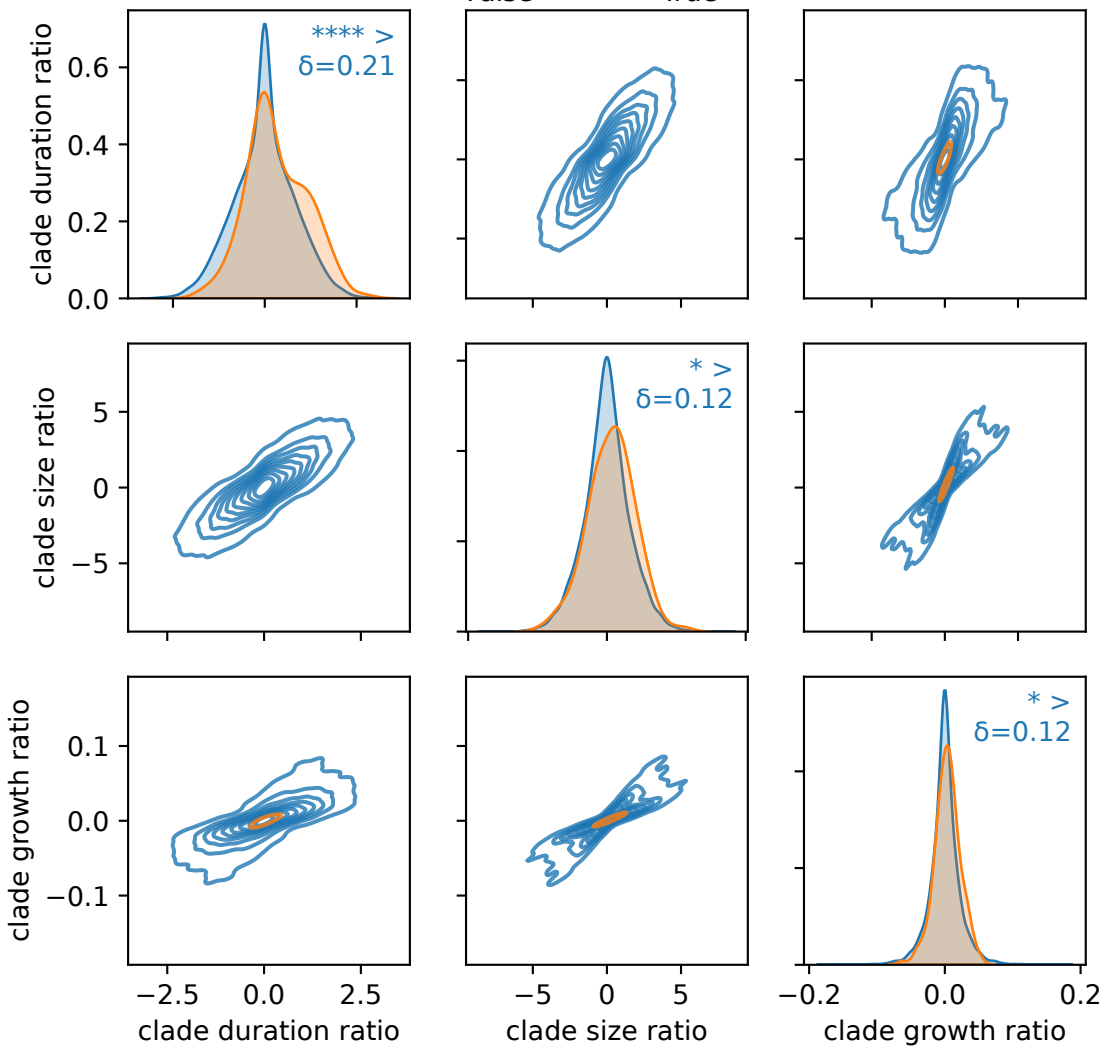 **** >
δ=0.21
clade duration ratio
0.6
0.4
0.2
0.0
clade size ratio
5
0
−5
* >
δ=0.12
clade growth ratio
0.1
0.0
−0.1
* >
δ=0.12
−2.5 0.0 2.5
−5 0 5
−0.2 0.0 0.2
clade duration ratio
clade size ratio
clade growth ratio